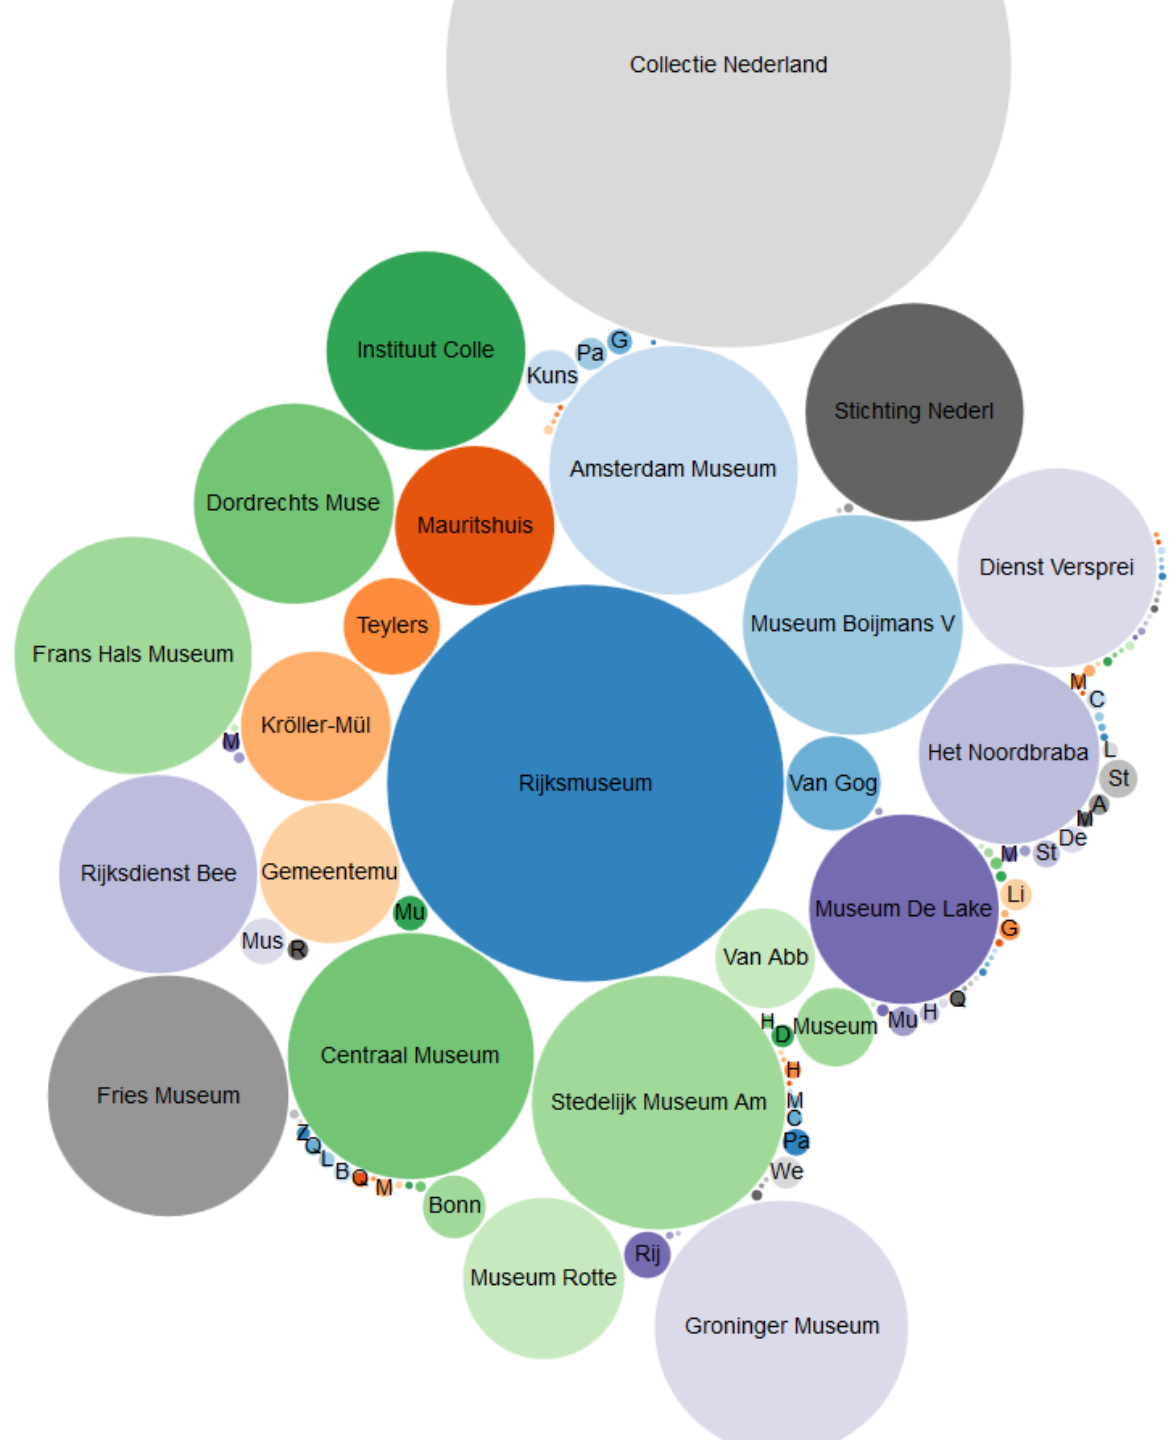 Collectie Nederland
G
Instituut Colle
Pa
Kuns
Stichting Nederl
Amsterdam Museum
Dordrechts Muse
Mauritshuis
Dienst Versprei
Teylers
Museum Boijmans V
Frans Hals Museum
M
C
Kröller-Mül
M
L
Het Noordbraba
St
Rijksmuseum
Van Gog
A
M
De
St
M
Rijksdienst Bee
Gemeentemu
Li
Museum De Lake
Mu
G
Mus
R
Van Abb
Q
H
Mu
H
Museum
D
Centraal Museum
H
Fries Museum
Stedelijk Museum Am
M
C
Z
Pa
Q
L
B
We
Q
M
Bonn
Rij
Museum Rotte
Groninger Museum